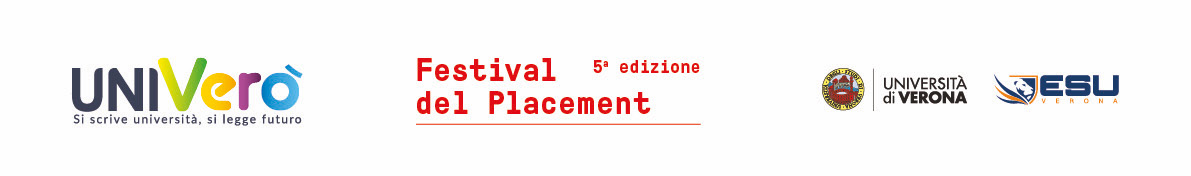 UNIVerò
Si scrive università, si legge futuro
Festival 5ª edizione
del Placement
UNIVERSITÀ
di VERONA
ESU
VERONA